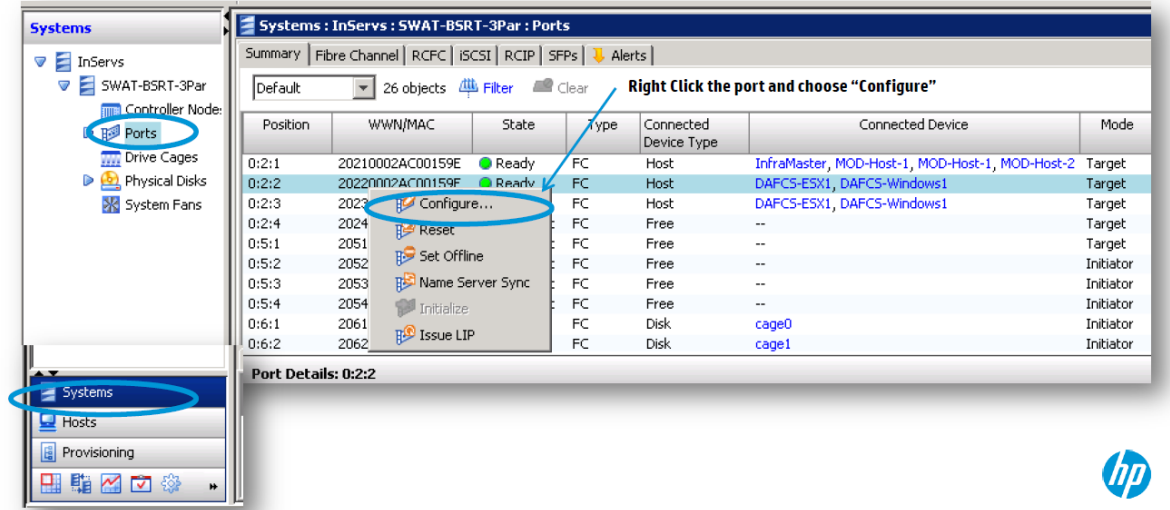 Systems
InServs
SWAT-BSRT-3Par
Controller Nodes
Ports
Drive Cages
Physical Disks
System Fans
Systems
Hosts
Provisioning
Systems : InServs : SWAT-BSRT-3Par : Ports
Summary Fibre Channel RCFC iSCSI RCIP SFPs Alerts
Default 26 objects Filter Clear Right Click the port and choose “Configure”
Position WWN/MAC State Type Connected Device Type Connected Device Mode
0:2:1 20210002AC00159E Ready FC Host InfraMaster, MOD-Host-1, MOD-Host-1, MOD-Host-2 Target
0:2:2 20220002AC00159E Ready FC Host DAFCS-ESX1, DAFCS-Windows1 Target
0:2:3 2023 FC Host DAFCS-ESX1, DAFCS-Windows1 Target
0:2:4 2024 FC Free -- Target
0:5:1 2051 FC Free -- Target
0:5:2 2052 FC Free -- Initiator
0:5:3 2053 FC Free -- Initiator
0:5:4 2054 FC Free -- Initiator
0:6:1 2061 FC Disk cage0 Initiator
0:6:2 2062 FC Disk cage1 Initiator
Configure...
Reset
Set Offline
Name Server Sync
Initialize
Issue LIP
Port Details: 0:2:2
hp